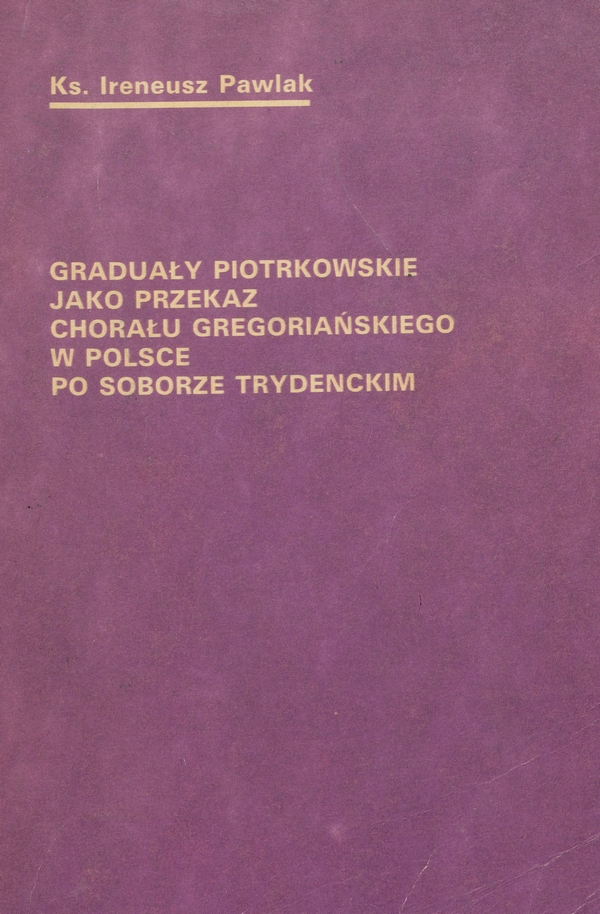 Ks. Ireneusz Pawlak
GRADUAŁY PIOTRKOWSKIE
JAKO PRZEKAZ
CHORAŁU GREGORIAŃSKIEGO
W POLSCE
PO SOBORZE TRYDENCKIM